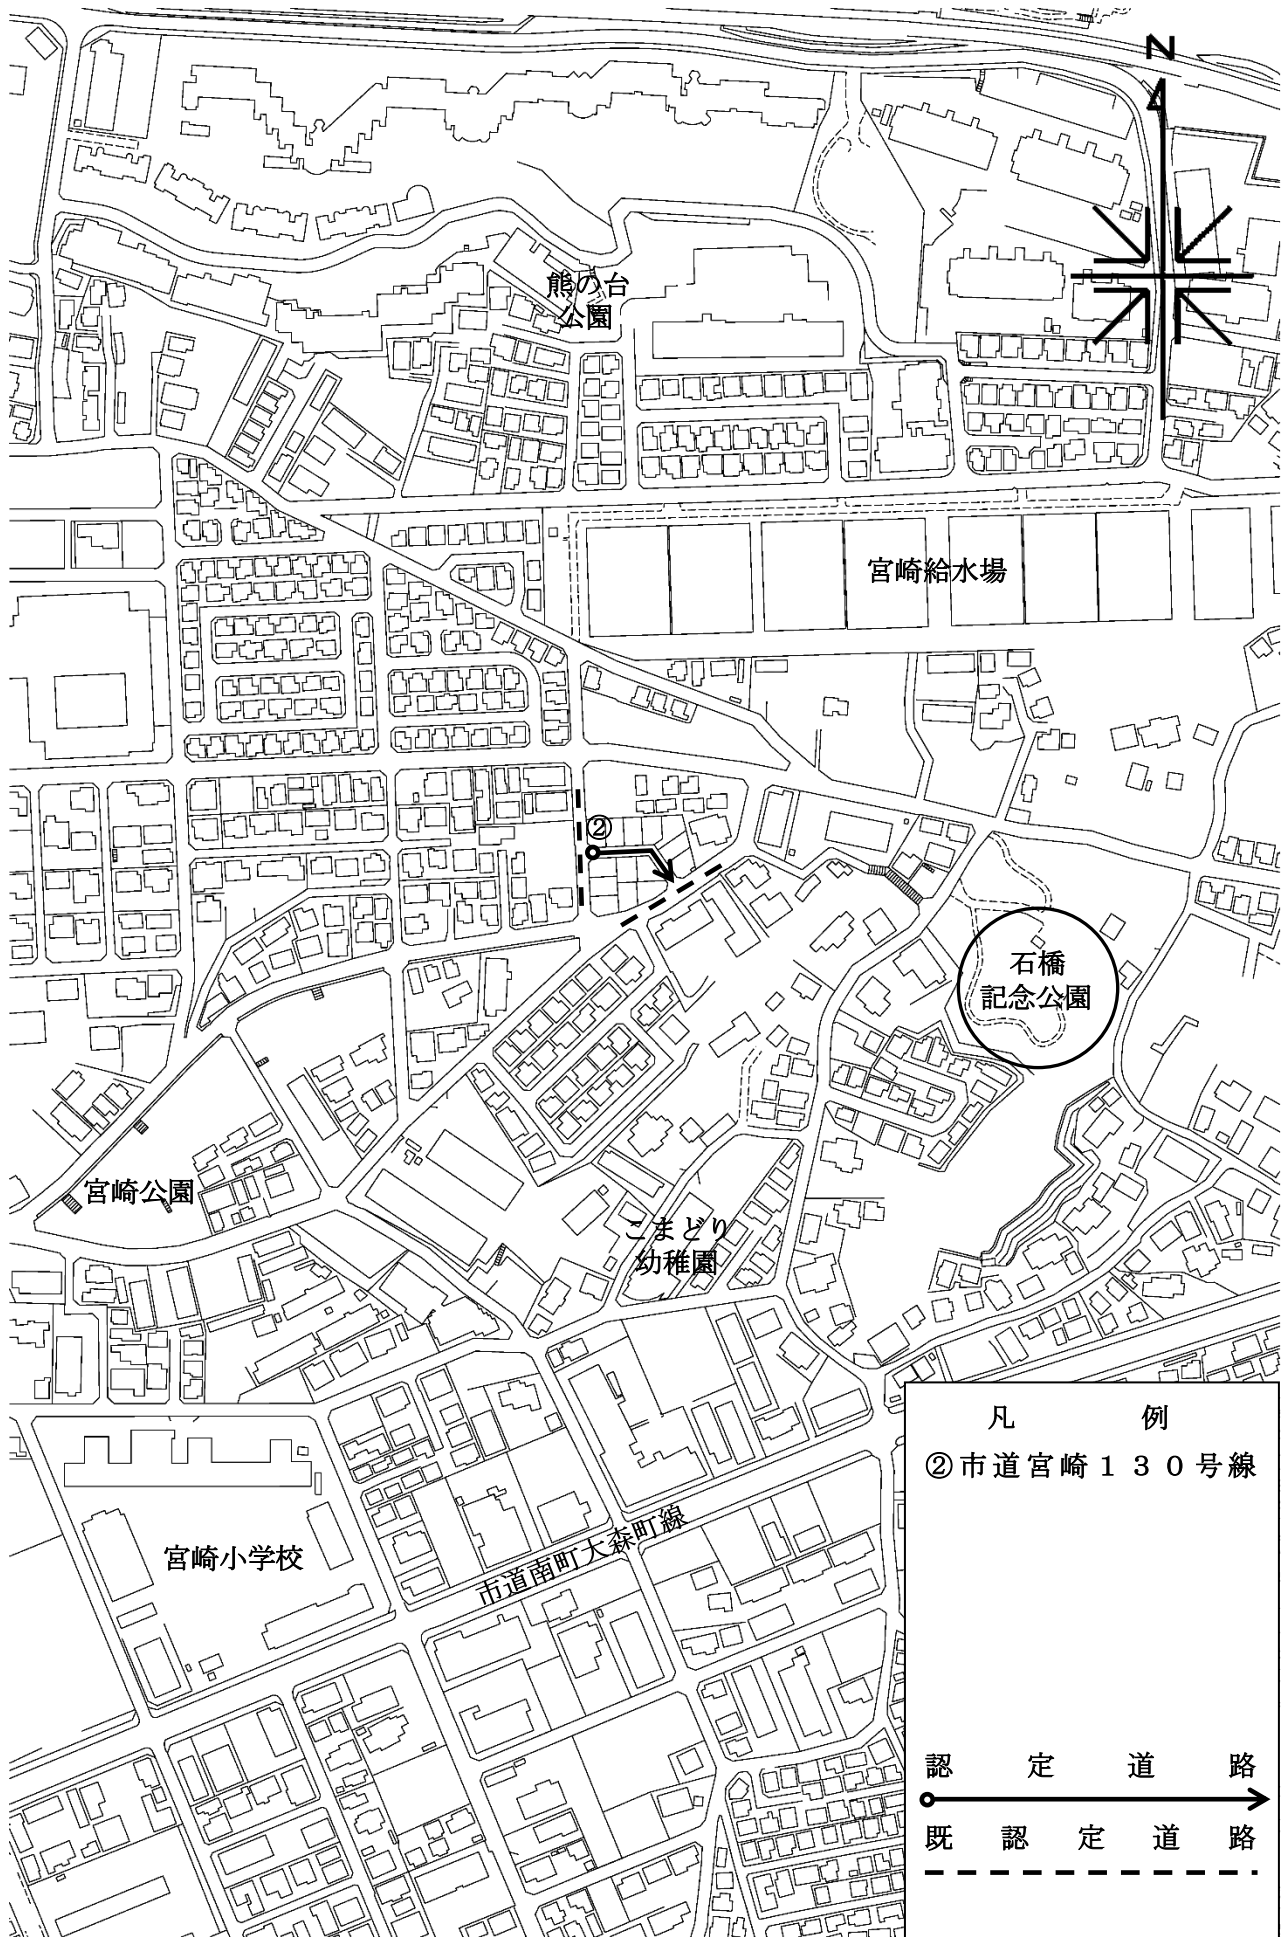 N
熊の台
公園
宮崎給水場
②
石橋
記念公園
宮崎公園
こまどり
幼稚園
宮崎小学校
市道南町大森町線
凡 例
②市道宮崎１３０号線
認 定 道 路
既 認 定 道 路